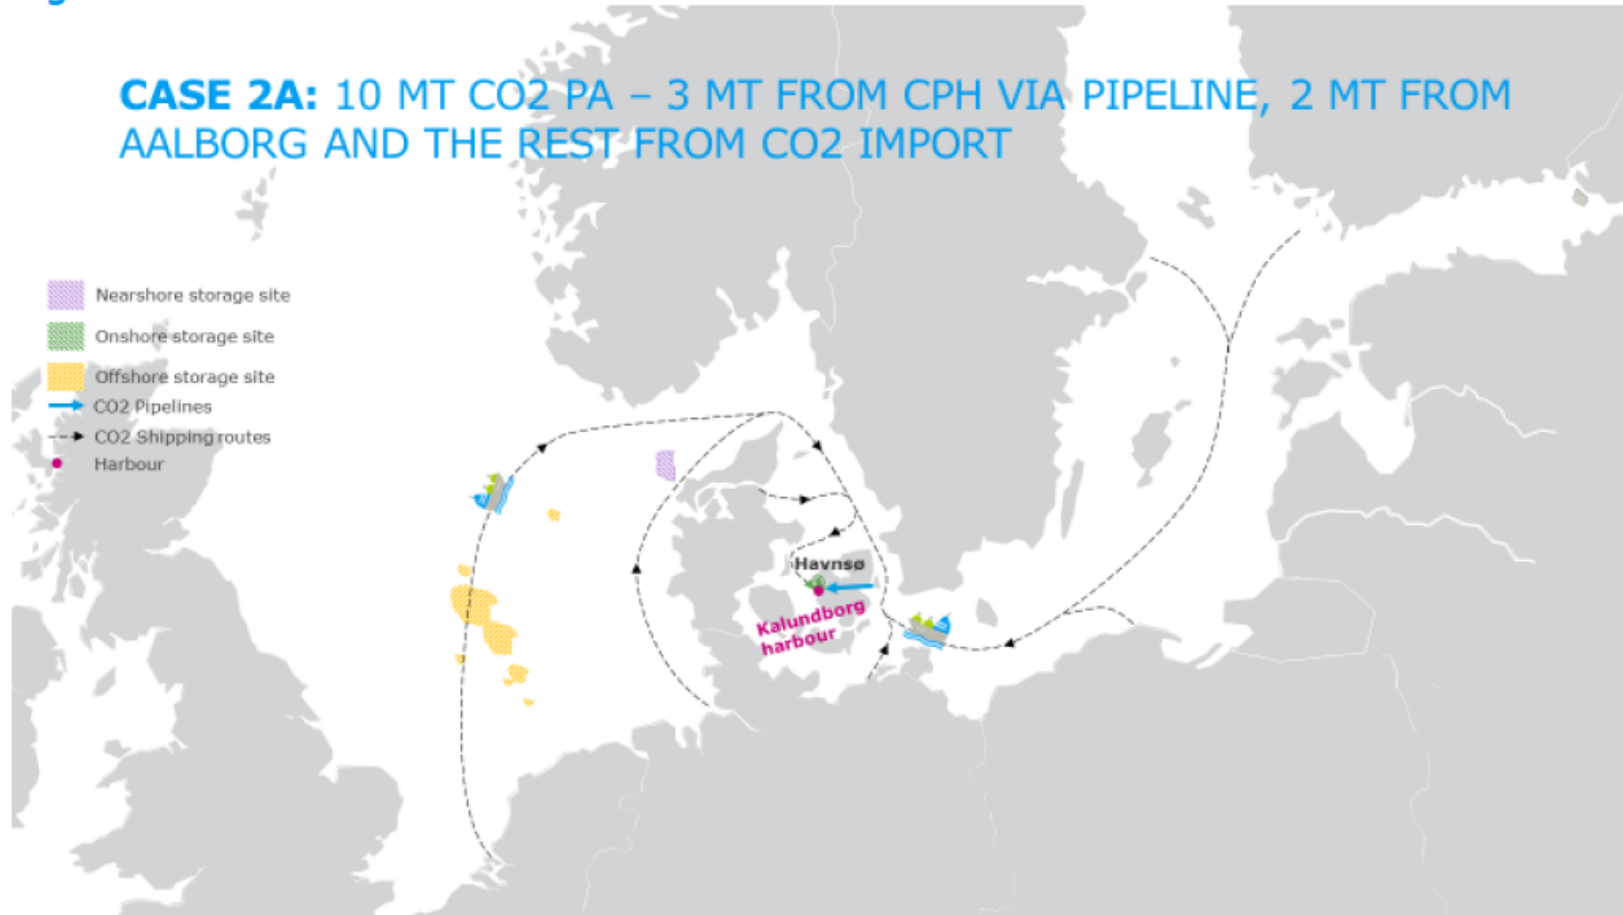 CASE 2A: 10 MT CO2 PA – 3 MT FROM CPH VIA PIPELINE, 2 MT FROM
AALBORG AND THE REST FROM CO2 IMPORT
Nearshore storage site
Onshore storage site
Offshore storage site
CO2 Pipelines
CO2 Shipping routes
Harbour
Havnsø
Kalundborg
harbour